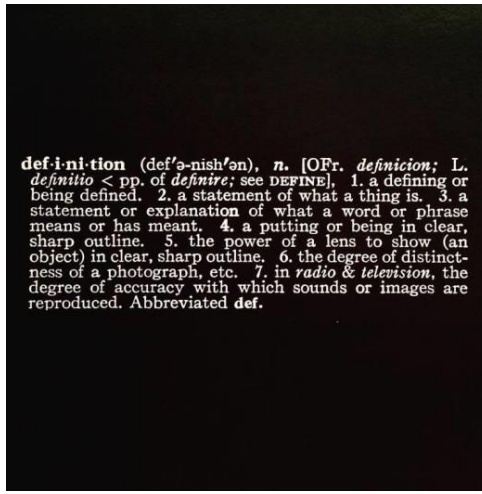 def·i·ni·tion (def′ə-nish′ən), n. [OFr. definicion; L.
definitio < pp. of definire; see DEFINE], 1. a defining or
being defined. 2. a statement of what a thing is. 3. a
statement or explanation of what a word or phrase
means or has meant. 4. a putting or being in clear,
sharp outline. 5. the power of a lens to show (an
object) in clear, sharp outline. 6. the degree of distinct-
ness of a photograph, etc. 7. in radio & television, the
degree of accuracy with which sounds or images are
reproduced. Abbreviated def.